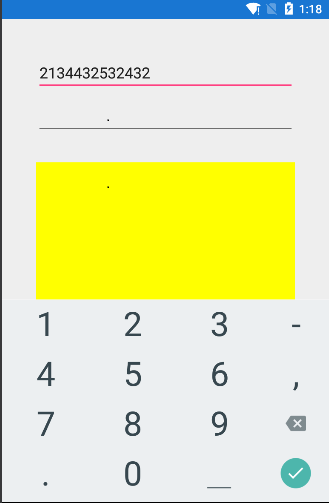 1:18
2134432532432
.
.
1 2 3 -
4 5 6 ,
7 8 9
. 0 _